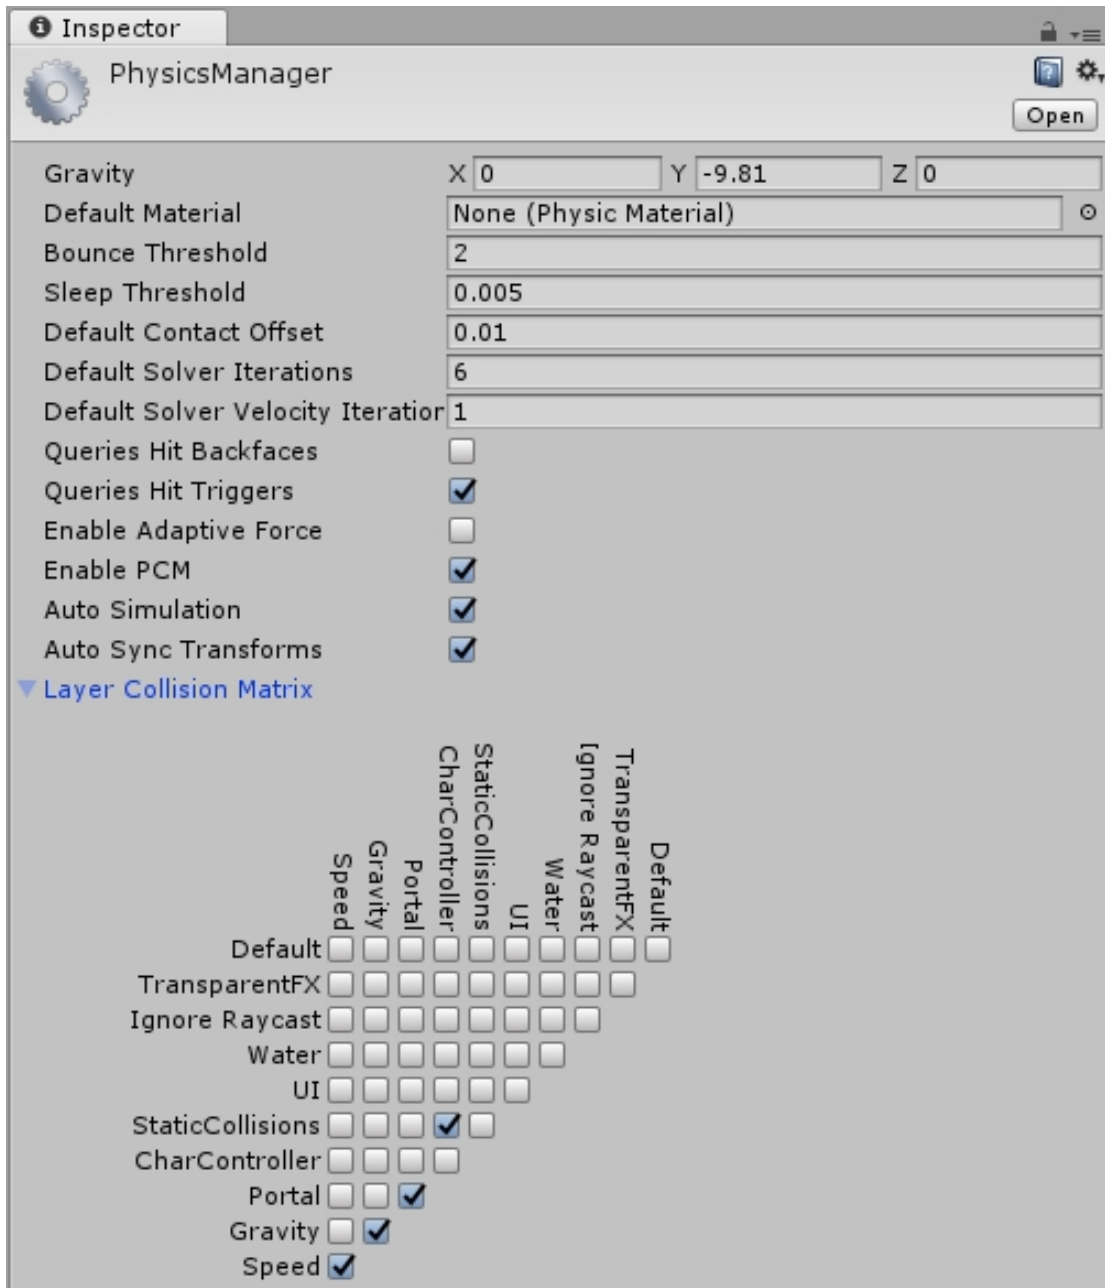 Inspector
PhysicsManager
Open
Gravity X 0 Y -9.81 Z 0
Default Material None (Physic Material)
Bounce Threshold 2
Sleep Threshold 0.005
Default Contact Offset 0.01
Default Solver Iterations 6
Default Solver Velocity Iteration 1
Queries Hit Backfaces
Queries Hit Triggers
Enable Adaptive Force
Enable PCM
Auto Simulation
Auto Sync Transforms
Layer Collision Matrix
Speed
Gravity
Portal
CharController
StaticCollisions
UI
Water
Ignore Raycast
TransparentFX
Default
Default
TransparentFX
Ignore Raycast
Water
UI
StaticCollisions
CharController
Portal
Gravity
Speed